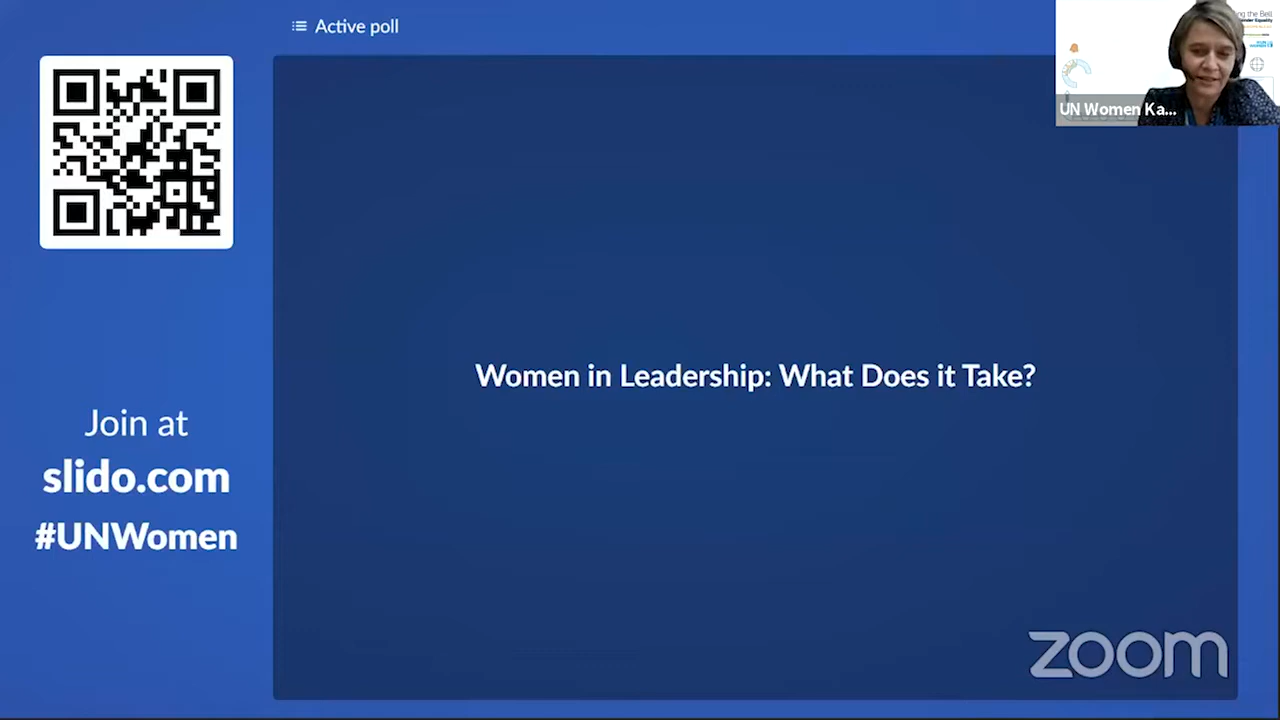 Active poll
Join at
slido.com
#UNWomen
Women in Leadership: What Does it Take?
UN Women Ka...
zoom